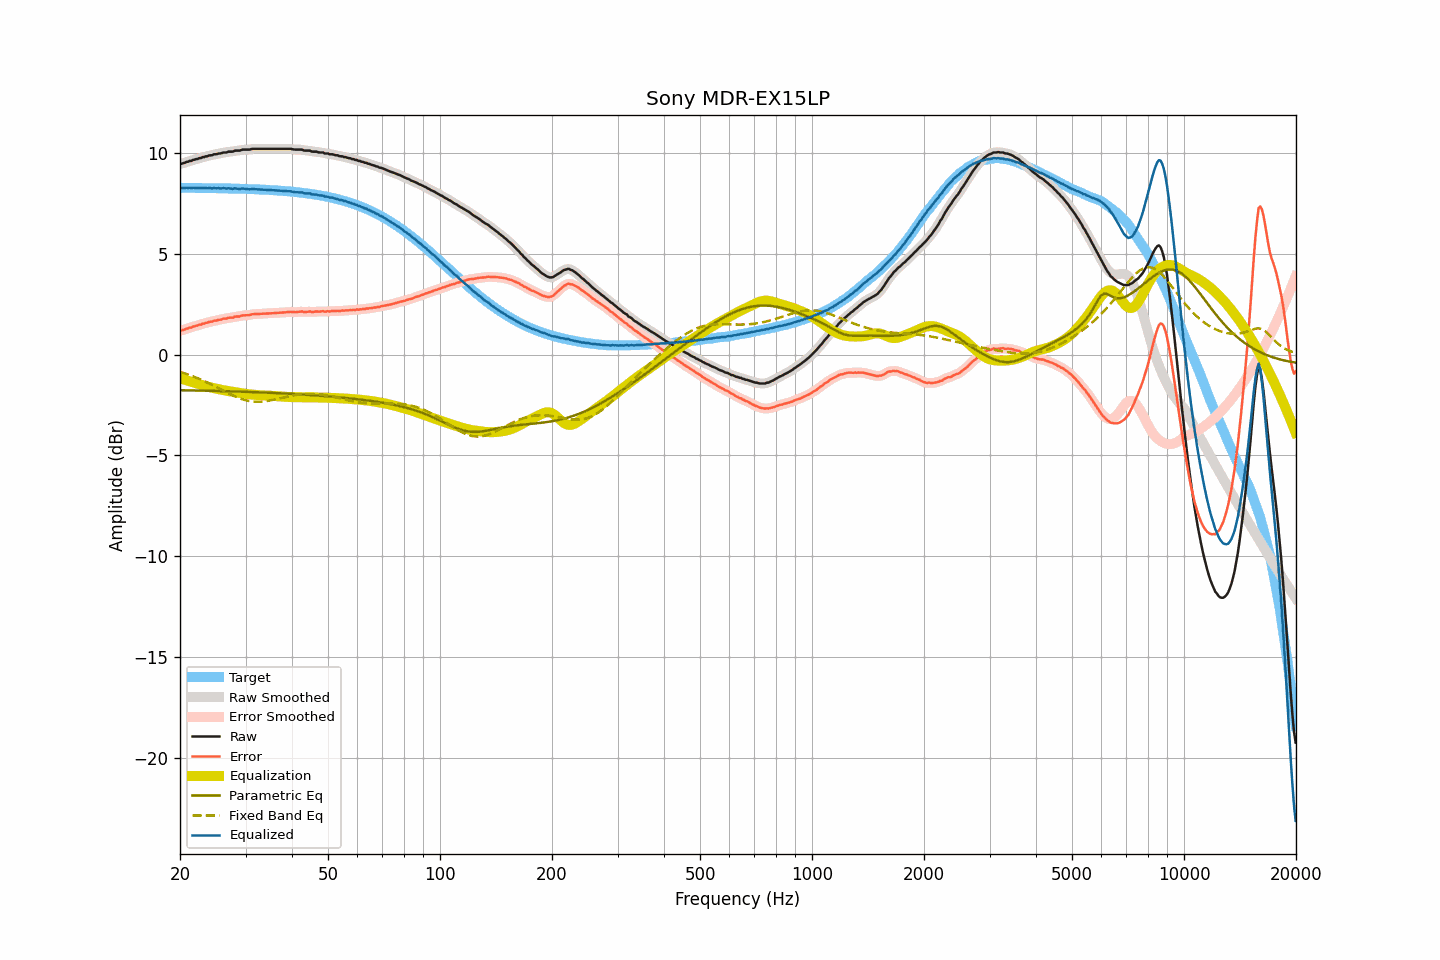 Sony MDR-EX15LP
Amplitude (dBr)
10
5
0
−5
−10
−15
−20
Target
Raw Smoothed
Error Smoothed
Raw
Error
Equalization
Parametric Eq
Fixed Band Eq
Equalized
20 50 100 200 500 1000 2000 5000 10000 20000
Frequency (Hz)